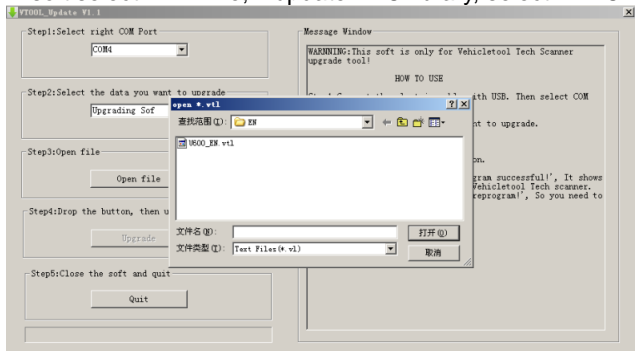 VTOOL_Update V1.1
Step1:Select right COM Port
COM4
Step2:Select the data you want to upgrade
Upgrading Sof
Step3:Open file
Open file
Step4:Drop the button, then u
Upgrade
Step5:Close the soft and quit
Quit
Message Window
WARNNING:This soft is only for Vehicletool Tech Scanner
upgrade tool!
HOW TO USE
ith USB. Then select COM
nt to upgrade.
on.
gram successful!', It shows
Vehicletool Tech scanner.
reprogram!', So you need to
open *.vtl
查找范围(I):
EN
U600_EN.vtl
文件名(N):
打开(O)
文件类型(T):
Text Files(*.vl)
取消